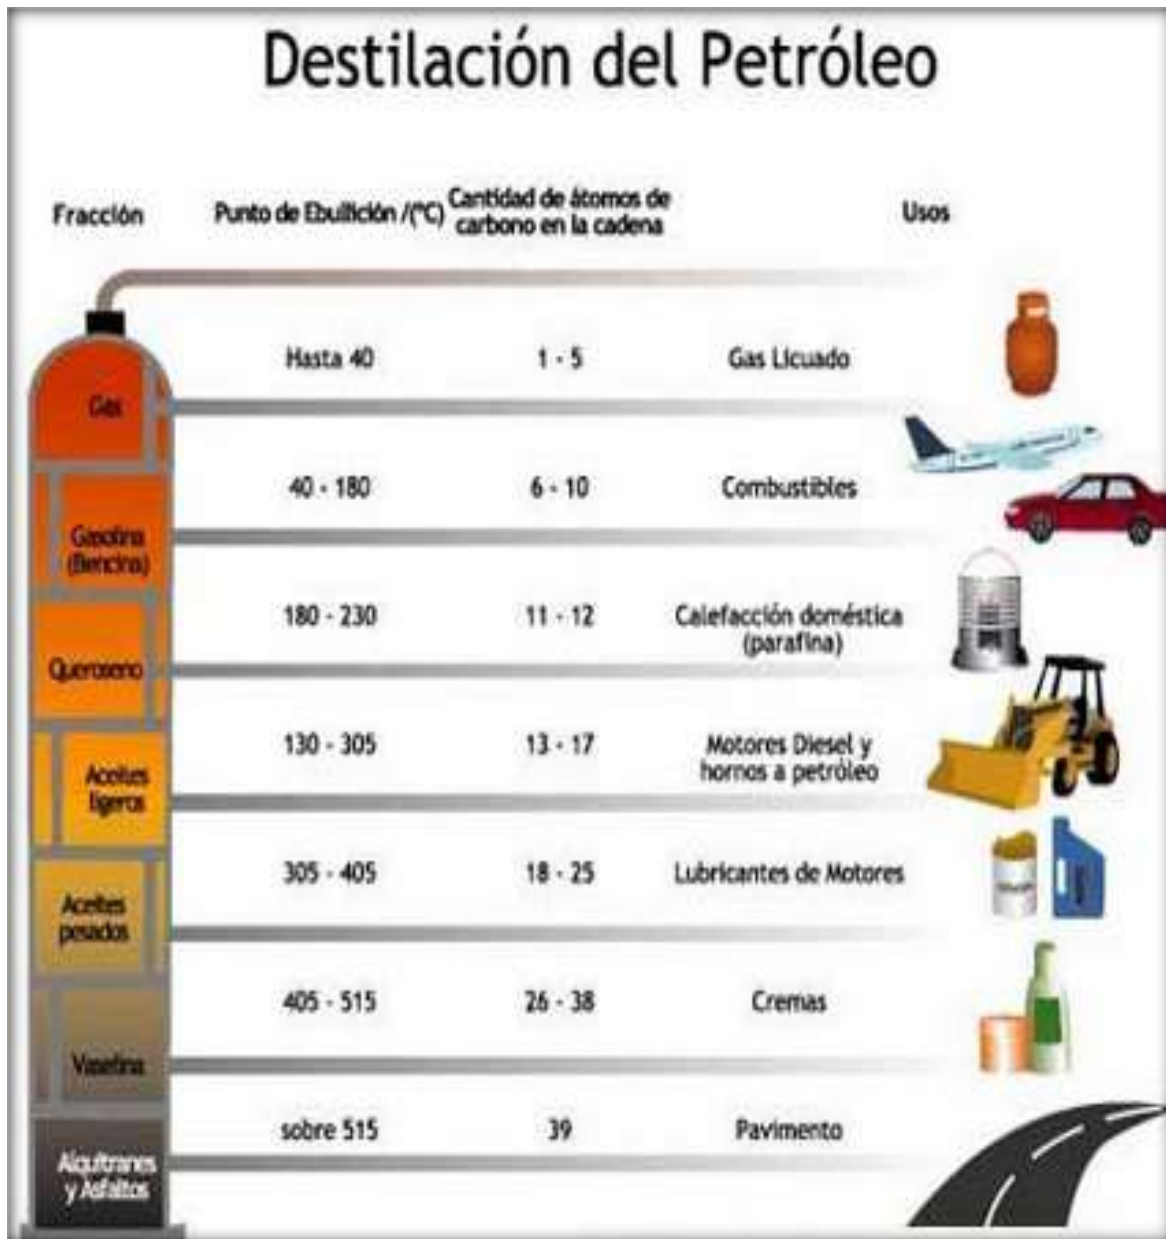 Destilación del Petróleo
Fracción
Punto de Ebullición /(°C)
Cantidad de átomos de
carbono en la cadena
Usos
Gas
Hasta 40
1 - 5
Gas Licuado
Gasolina
(Bencina)
40 - 180
6 - 10
Combustibles
Queroseno
180 - 230
11 - 12
Calefacción doméstica
(parafina)
Aceites
ligeros
130 - 305
13 - 17
Motores Diesel y
hornos a petróleo
Aceites
pesados
305 - 405
18 - 25
Lubricantes de Motores
Vaselina
405 - 515
26 - 38
Cremas
Alquitranes
y Asfaltos
sobre 515
39
Pavimento